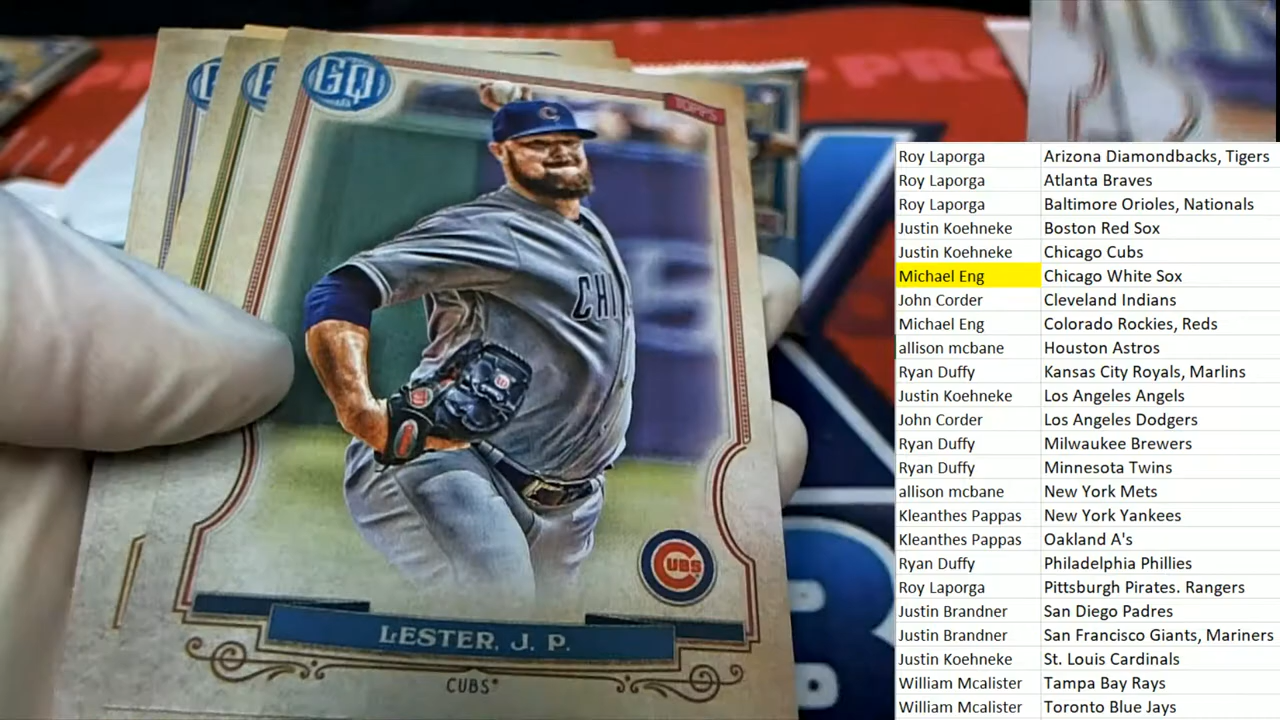 GQ
TOPPS
PRO
C
CHI
CUBS
LESTER, J. P.
CUBS
Roy Laporga Arizona Diamondbacks, Tigers
Roy Laporga Atlanta Braves
Roy Laporga Baltimore Orioles, Nationals
Justin Koehneke Boston Red Sox
Justin Koehneke Chicago Cubs
Michael Eng Chicago White Sox
John Corder Cleveland Indians
Michael Eng Colorado Rockies, Reds
allison mcbane Houston Astros
Ryan Duffy Kansas City Royals, Marlins
Justin Koehneke Los Angeles Angels
John Corder Los Angeles Dodgers
Ryan Duffy Milwaukee Brewers
Ryan Duffy Minnesota Twins
allison mcbane New York Mets
Kleanthes Pappas New York Yankees
Kleanthes Pappas Oakland A's
Ryan Duffy Philadelphia Phillies
Roy Laporga Pittsburgh Pirates. Rangers
Justin Brandner San Diego Padres
Justin Brandner San Francisco Giants, Mariners
Justin Koehneke St. Louis Cardinals
William Mcalister Tampa Bay Rays
William Mcalister Toronto Blue Jays